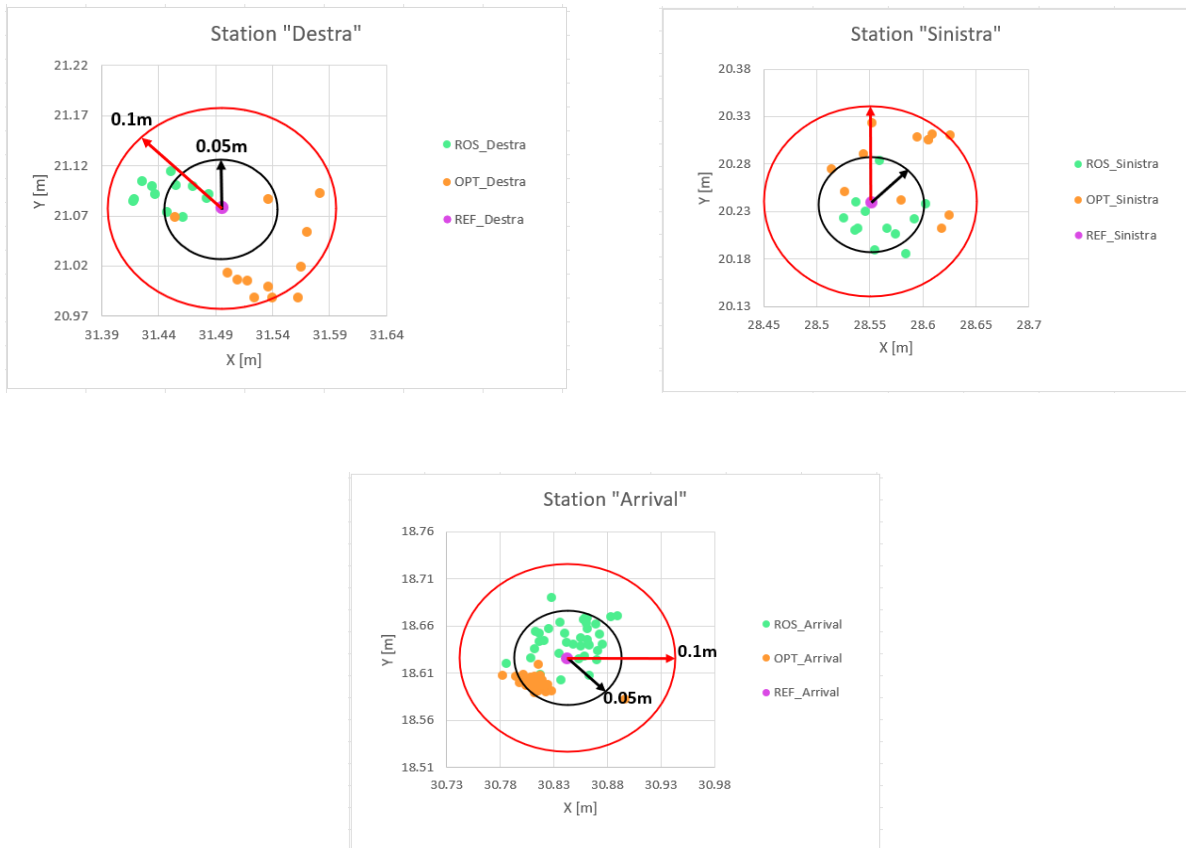 Station "Destra"
21.22
21.17
21.12
21.07
21.02
20.97
Y [m]
0.1m
0.05m
31.39 31.44 31.49 31.54 31.59 31.64
X [m]
ROS_Destra
OPT_Destra
REF_Destra
Station "Sinistra"
20.38
20.33
20.28
20.23
20.18
20.13
Y [m]
28.45 28.5 28.55 28.6 28.65 28.7
X [m]
ROS_Sinistra
OPT_Sinistra
REF_Sinistra
Station "Arrival"
18.76
18.71
18.66
18.61
18.56
18.51
Y [m]
0.1m
0.05m
30.73 30.78 30.83 30.88 30.93 30.98
X [m]
ROS_Arrival
OPT_Arrival
REF_Arrival